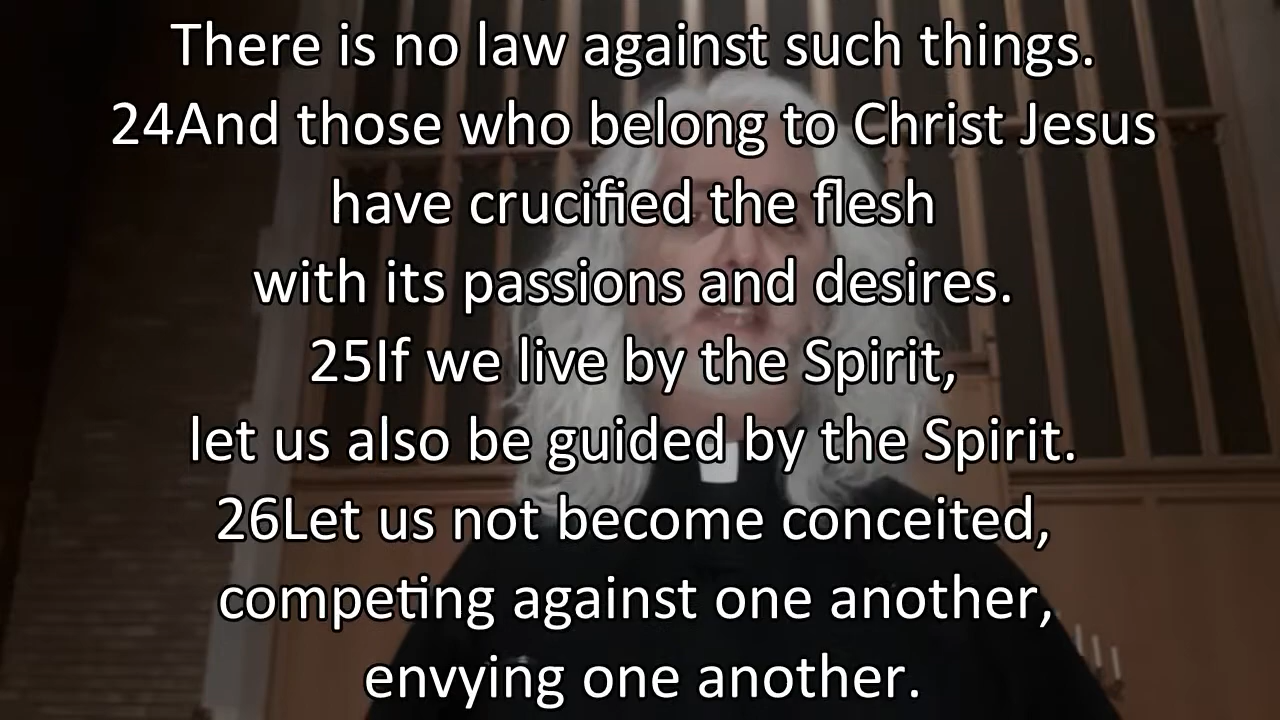 There is no law against such things.
24And those who belong to Christ Jesus
have crucified the flesh
with its passions and desires.
25If we live by the Spirit,
let us also be guided by the Spirit.
26Let us not become conceited,
competing against one another,
envying one another.